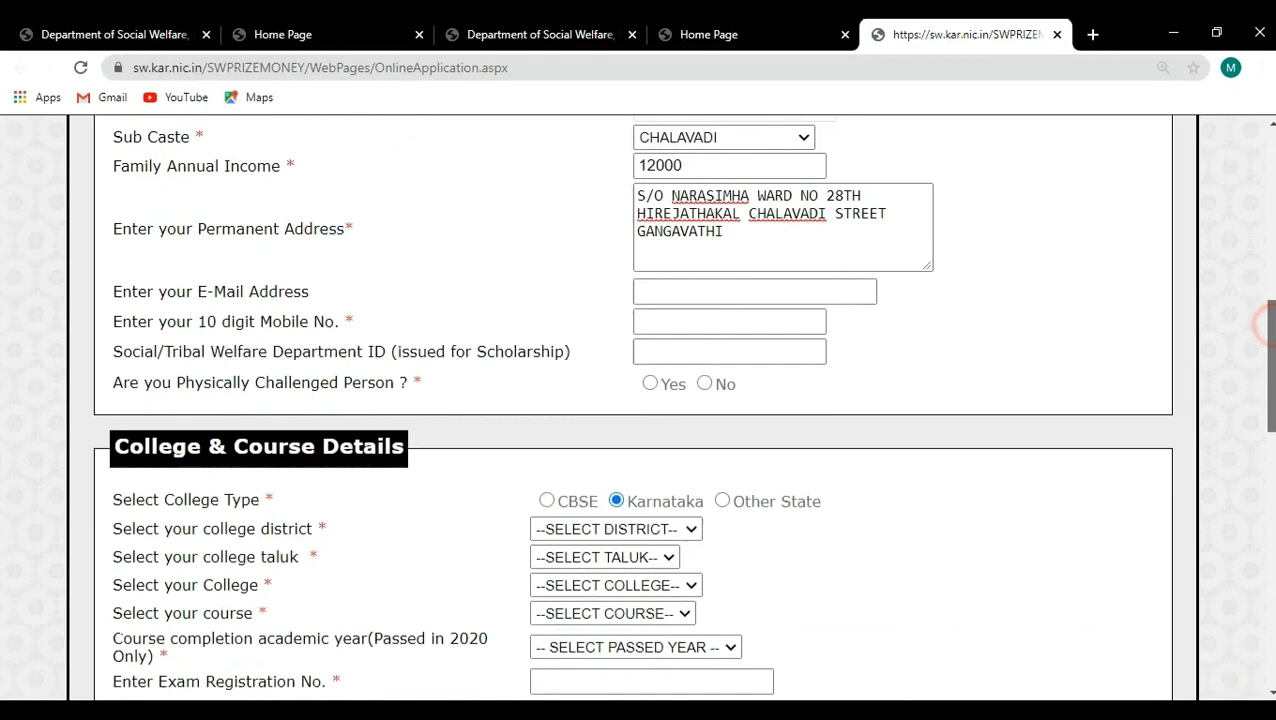 Department of Social Welfare,
Home Page
Department of Social Welfare,
Home Page
https://sw.kar.nic.in/SWPRIZEM
sw.kar.nic.in/SWPRIZEMONEY/WebPages/OnlineApplication.aspx
M
Apps
Gmail
YouTube
Maps
Sub Caste *
CHALAVADI
Family Annual Income *
12000
Enter your Permanent Address*
S/O NARASIMHA WARD NO 28TH
HIREJATHAKAL CHALAVADI STREET
GANGAVATHI
Enter your E-Mail Address
Enter your 10 digit Mobile No. *
Social/Tribal Welfare Department ID (issued for Scholarship)
Are you Physically Challenged Person ? *
Yes No
College & Course Details
Select College Type *
CBSE Karnataka Other State
Select your college district *
--SELECT DISTRICT--
Select your college taluk *
--SELECT TALUK--
Select your College *
--SELECT COLLEGE--
Select your course *
--SELECT COURSE--
Course completion academic year(Passed in 2020
Only) *
-- SELECT PASSED YEAR --
Enter Exam Registration No. *